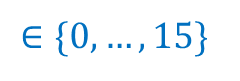 ∈ {0, …, 15}